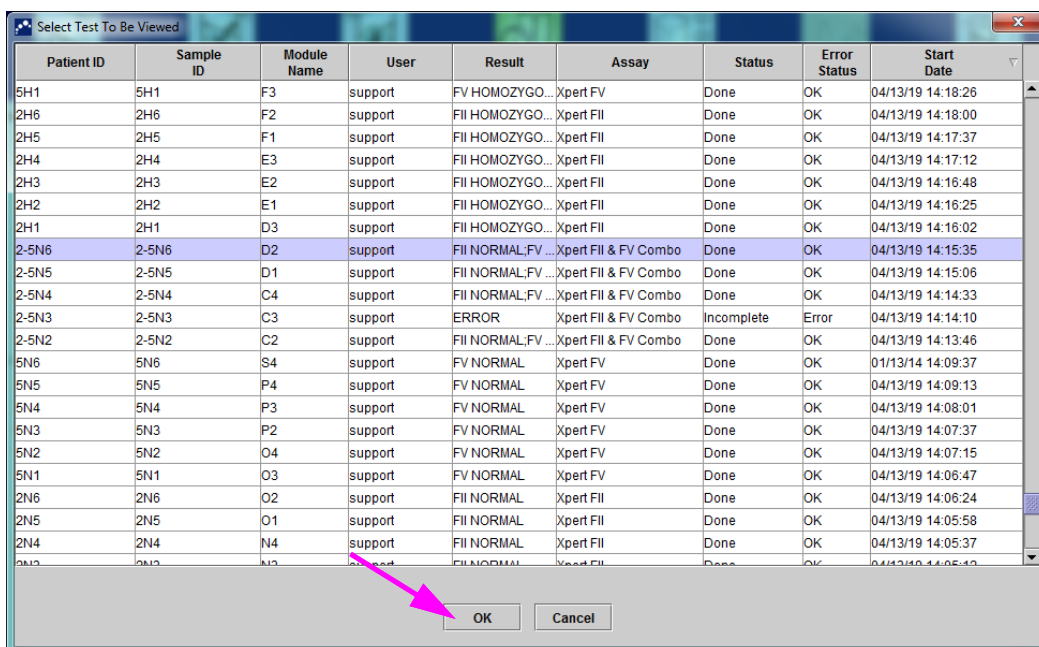 Select Test To Be Viewed
Patient ID Sample ID Module Name User Result Assay Status Error Status Start Date
5H1 5H1 F3 support FV HOMOZYGO... Xpert FV Done OK 04/13/19 14:18:26
2H6 2H6 F2 support FII HOMOZYGO... Xpert FII Done OK 04/13/19 14:18:00
2H5 2H5 F1 support FII HOMOZYGO... Xpert FII Done OK 04/13/19 14:17:37
2H4 2H4 E3 support FII HOMOZYGO... Xpert FII Done OK 04/13/19 14:17:12
2H3 2H3 E2 support FII HOMOZYGO... Xpert FII Done OK 04/13/19 14:16:48
2H2 2H2 E1 support FII HOMOZYGO... Xpert FII Done OK 04/13/19 14:16:25
2H1 2H1 D3 support FII HOMOZYGO... Xpert FII Done OK 04/13/19 14:16:02
2-5N6 2-5N6 D2 support FII NORMAL;FV ... Xpert FII & FV Combo Done OK 04/13/19 14:15:35
2-5N5 2-5N5 D1 support FII NORMAL;FV ... Xpert FII & FV Combo Done OK 04/13/19 14:15:06
2-5N4 2-5N4 C4 support FII NORMAL;FV ... Xpert FII & FV Combo Done OK 04/13/19 14:14:33
2-5N3 2-5N3 C3 support ERROR Xpert FII & FV Combo Incomplete Error 04/13/19 14:14:10
2-5N2 2-5N2 C2 support FII NORMAL;FV ... Xpert FII & FV Combo Done OK 04/13/19 14:13:46
5N6 5N6 S4 support FV NORMAL Xpert FV Done OK 01/13/14 14:09:37
5N5 5N5 P4 support FV NORMAL Xpert FV Done OK 04/13/19 14:09:13
5N4 5N4 P3 support FV NORMAL Xpert FV Done OK 04/13/19 14:08:01
5N3 5N3 P2 support FV NORMAL Xpert FV Done OK 04/13/19 14:07:37
5N2 5N2 O4 support FV NORMAL Xpert FV Done OK 04/13/19 14:07:15
5N1 5N1 O3 support FV NORMAL Xpert FV Done OK 04/13/19 14:06:47
2N6 2N6 O2 support FII NORMAL Xpert FII Done OK 04/13/19 14:06:24
2N5 2N5 O1 support FII NORMAL Xpert FII Done OK 04/13/19 14:05:58
2N4 2N4 N4 support FII NORMAL Xpert FII Done OK 04/13/19 14:05:37
OK Cancel